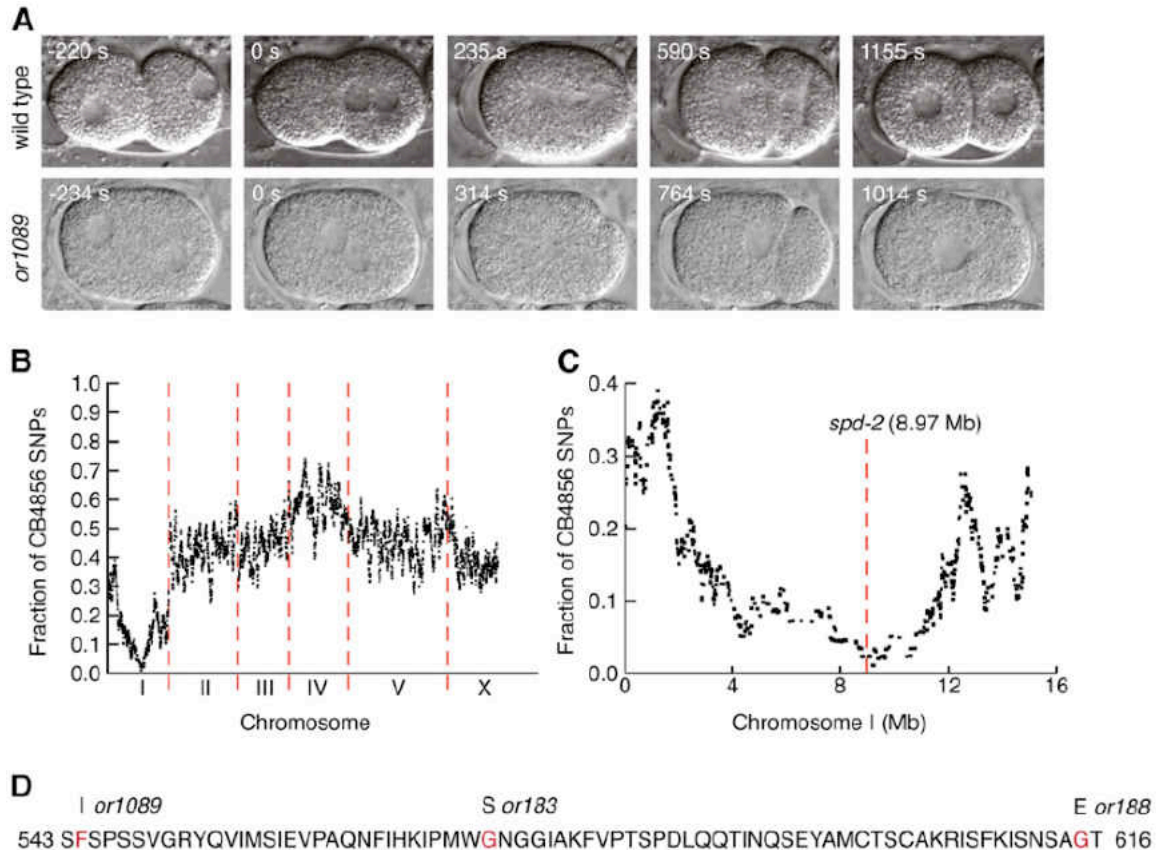 A
wild type
-220 s
0 s
235 s
590 s
1155 s
or1089
-234 s
0 s
314 s
764 s
1014 s
B
Fraction of CB4856 SNPs
1.0
0.9
0.8
0.7
0.6
0.5
0.4
0.3
0.2
0.1
0.0
I II III IV V X
Chromosome
C
Fraction of CB4856 SNPs
0.4
0.3
0.2
0.1
0.0
spd-2 (8.97 Mb)
0 4 8 12 16
Chromosome I (Mb)
D
I or1089 S or183 E or188
543 SFSPSSVGRYQVIMSIEVPAQNFIHKIPMWGNGGIAKFVPTSPDLQQTINQSEYAMCTSCAKRISFKISNSAGT 616